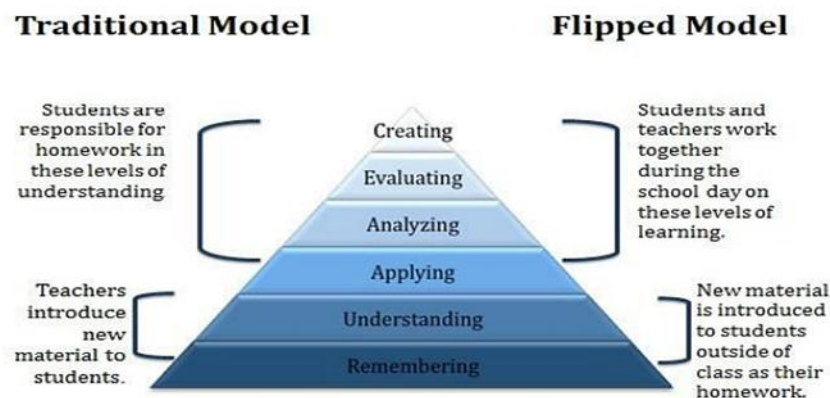 Traditional Model
Flipped Model
Students are
responsible for
homework in
these levels of
understanding
Teachers
introduce
new
material to
students.
Creating
Evaluating
Analyzing
Applying
Understanding
Remembering
Students and
teachers work
together
during the
school day on
these levels of
learning.
New material
is introduced
to students
outside of
class as their
homework.